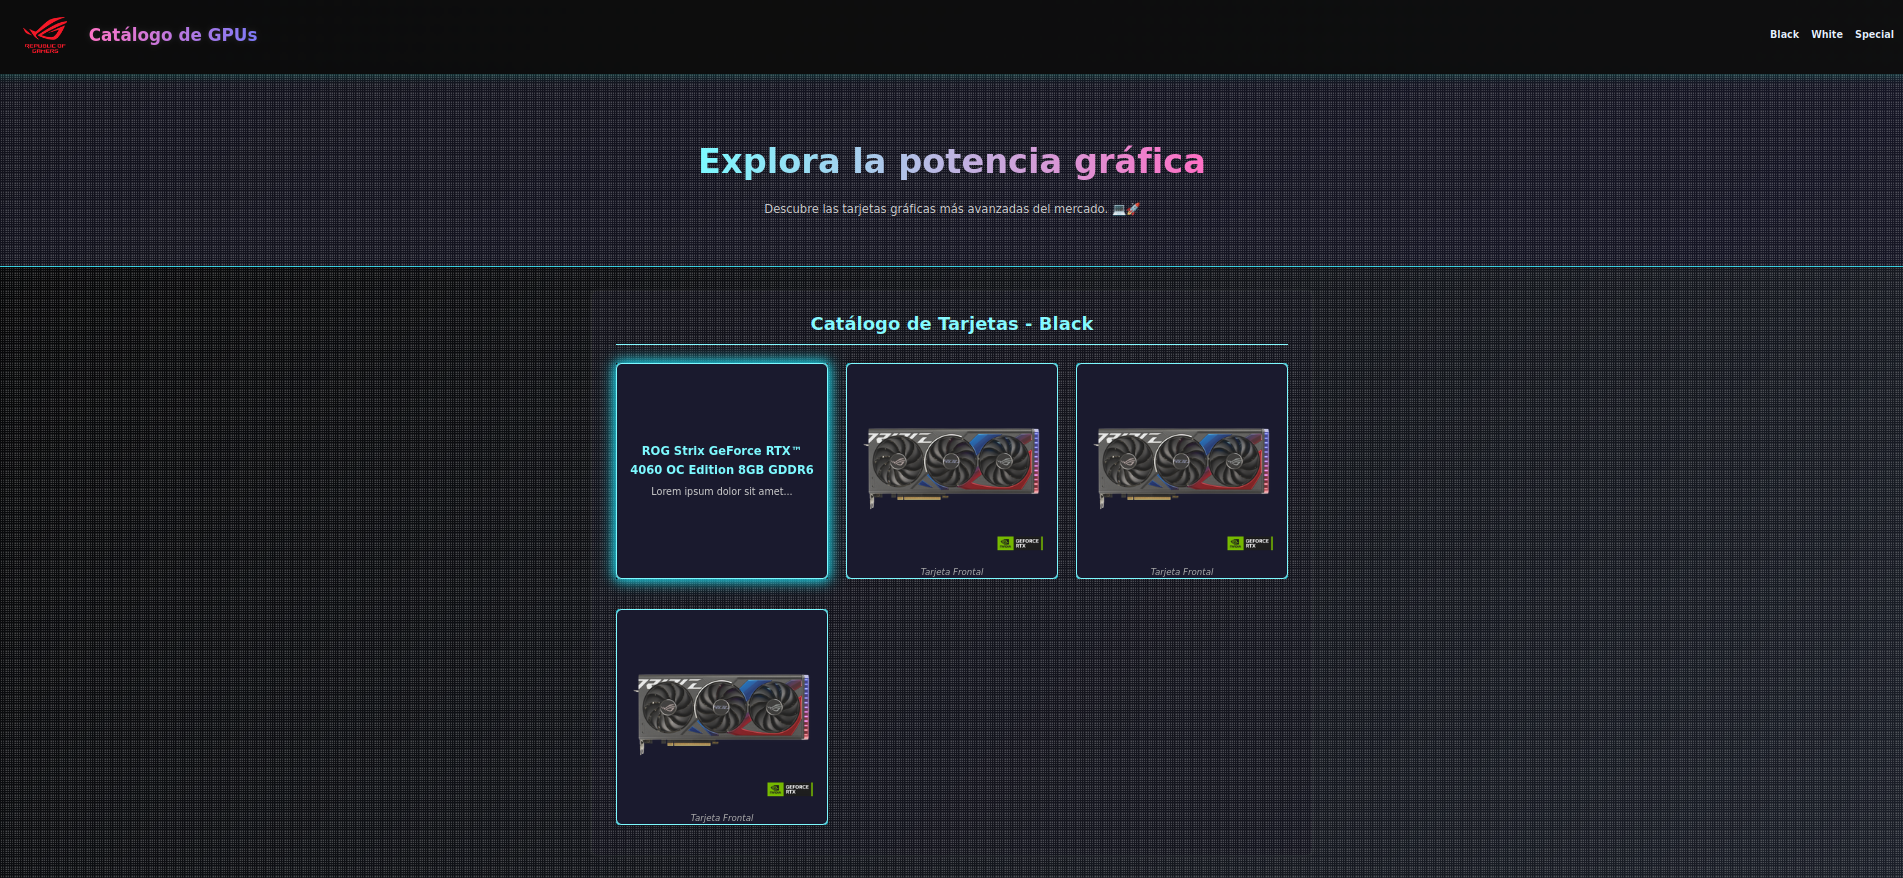 REPUBLIC OF
GAMERS
Catálogo de GPUs
Black White Special
Explora la potencia gráfica
Descubre las tarjetas gráficas más avanzadas del mercado. 💻🚀
Catálogo de Tarjetas - Black
ROG Strix GeForce RTX™
4060 OC Edition 8GB GDDR6
Lorem ipsum dolor sit amet...
GEFORCE
RTX
Tarjeta Frontal
GEFORCE
RTX
Tarjeta Frontal
GEFORCE
RTX
Tarjeta Frontal